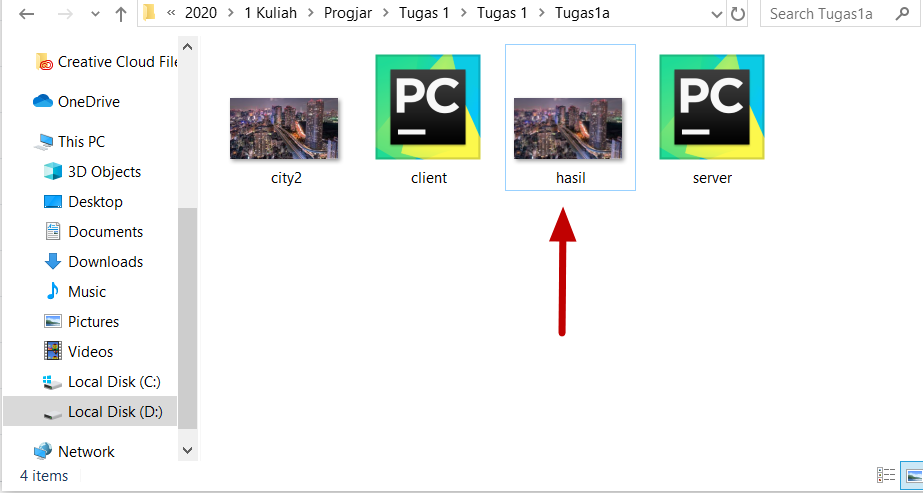 « 2020 > 1 Kuliah > Progjar > Tugas 1 > Tugas 1 > Tugas1a
Search Tugas1a
Creative Cloud File
OneDrive
This PC
3D Objects
Desktop
Documents
Downloads
Music
Pictures
Videos
Local Disk (C:)
Local Disk (D:)
Network
PC
PC
city2
client
hasil
server
4 items